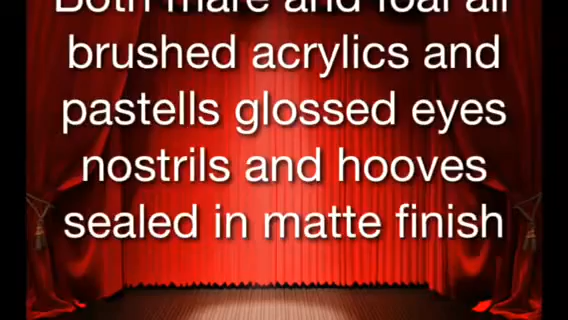 Both mare and foal all
brushed acrylics and
pastells glossed eyes
nostrils and hooves
sealed in matte finish